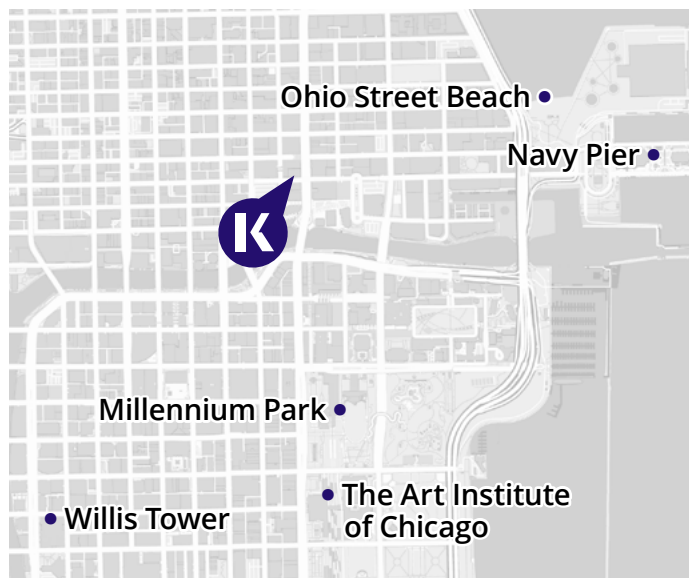 Ohio Street Beach
Navy Pier
K
Millennium Park
The Art Institute
of Chicago
Willis Tower